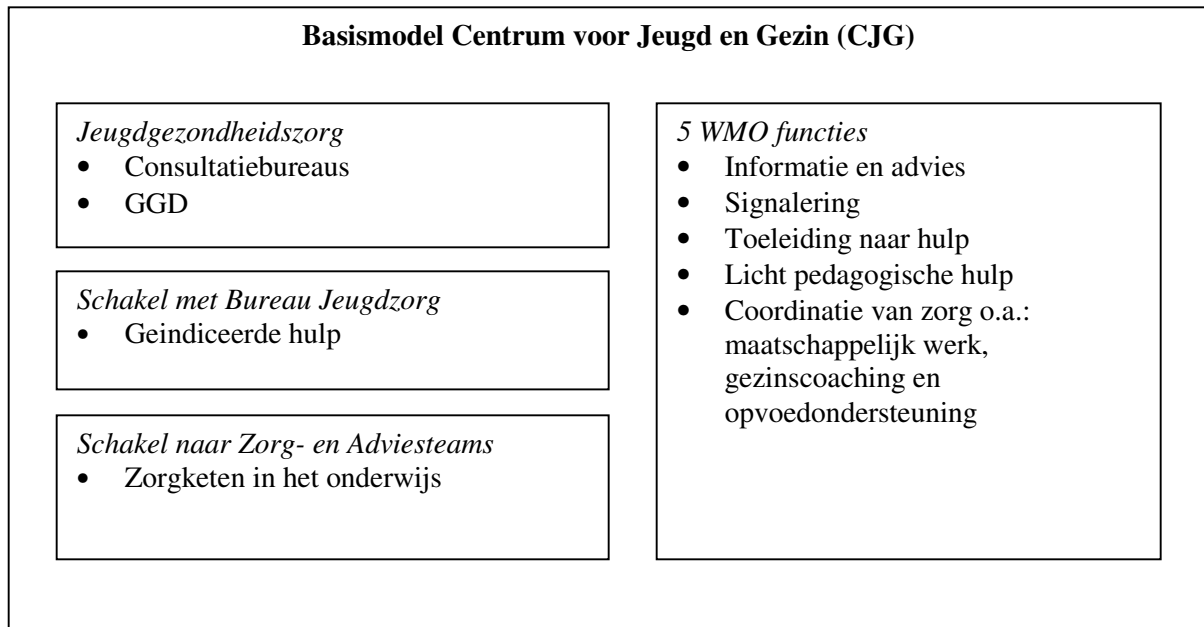 Basismodel Centrum voor Jeugd en Gezin (CJG)
Jeugdgezondheidszorg
• Consultatiebureaus
• GGD
Schakel met Bureau Jeugdzorg
• Geindiceerde hulp
Schakel naar Zorg- en Adviesteams
• Zorgketen in het onderwijs
5 WMO functies
• Informatie en advies
• Signalering
• Toeleiding naar hulp
• Licht pedagogische hulp
• Coordinatie van zorg o.a.:
maatschappelijk werk,
gezinscoaching en
opvoedondersteuning